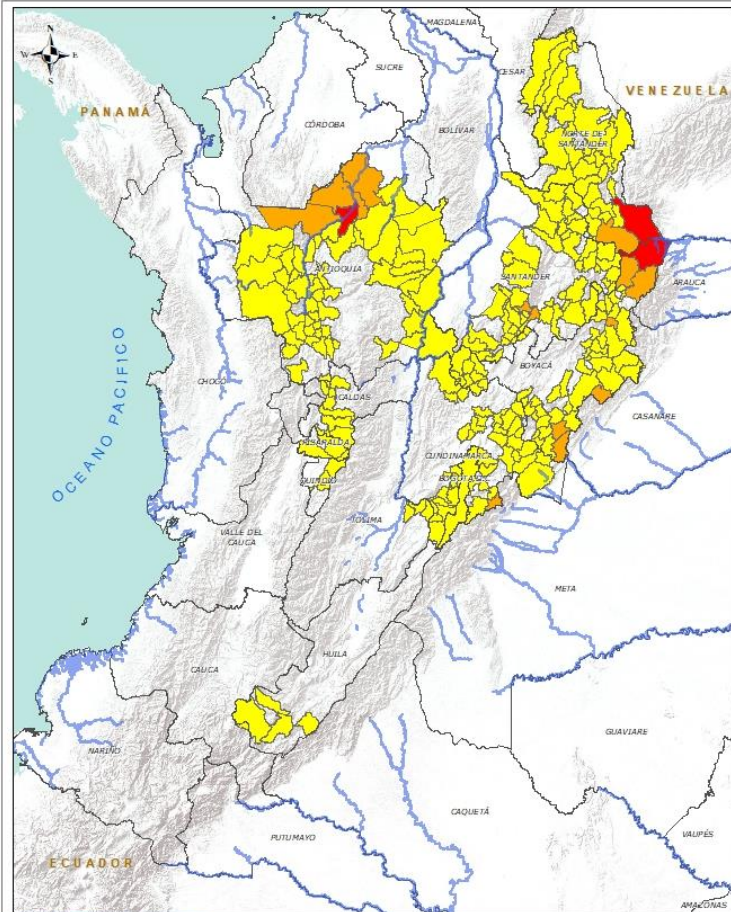 N
W E
S
MAGDALENA
SUCRE
CESAR
VENEZUELA
PANAMÁ
CÓRDOBA
BOLÍVAR
NORTE DE
SANTANDER
ANTIOQUIA
SANTANDER
ARAUCA
OCEANO PACIFICO
CHOCÓ
BOYACÁ
CALDAS
CASANARE
RISARALDA
CUNDINAMARCA
BOGOTÁ, D.C.
QUINDÍO
TOLIMA
VALLE DEL
CAUCA
META
HUILA
CAUCA
GUAVIARE
NARIÑO
CAQUETÁ
PUTUMAYO
VAUPÉS
ECUADOR
AMAZONAS